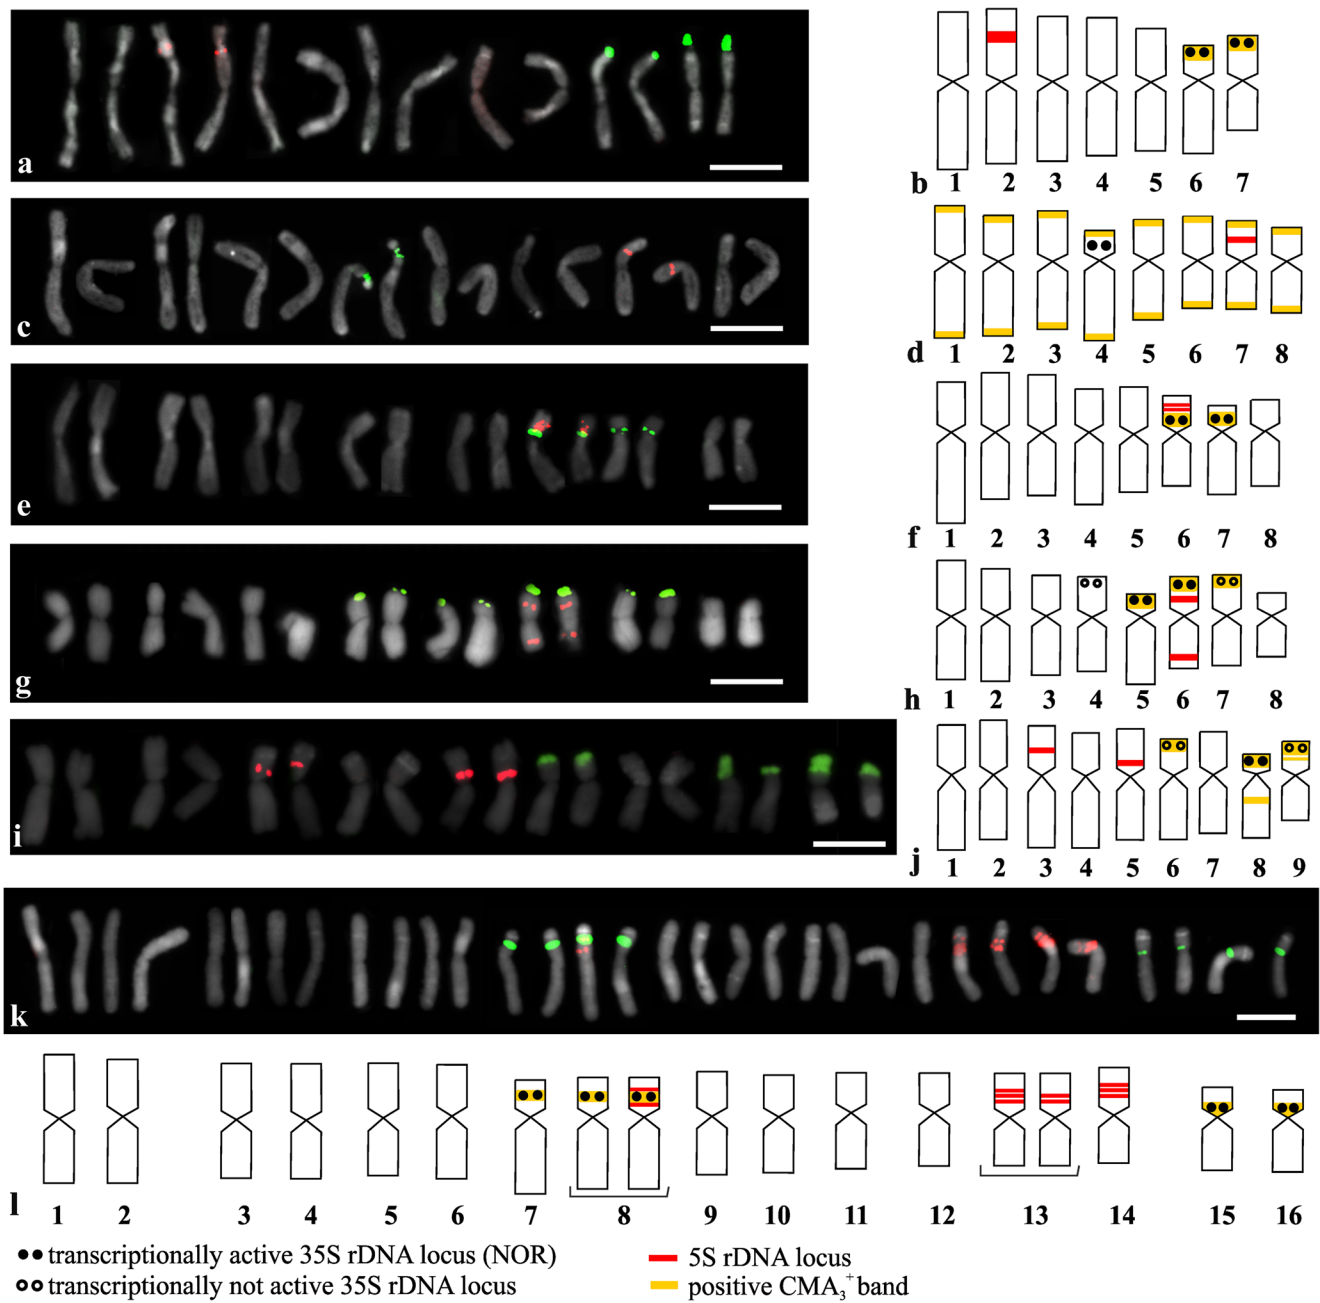 a
b 1 2 3 4 5 6 7
c
d 1 2 3 4 5 6 7 8
e
f 1 2 3 4 5 6 7 8
g
h 1 2 3 4 5 6 7 8
i
j 1 2 3 4 5 6 7 8 9
k
l 1 2 3 4 5 6 7 8 9 10 11 12 13 14 15 16
transcriptionally active 35S rDNA locus (NOR)
5S rDNA locus
transcriptionally not active 35S rDNA locus
positive CMA₃⁺ band